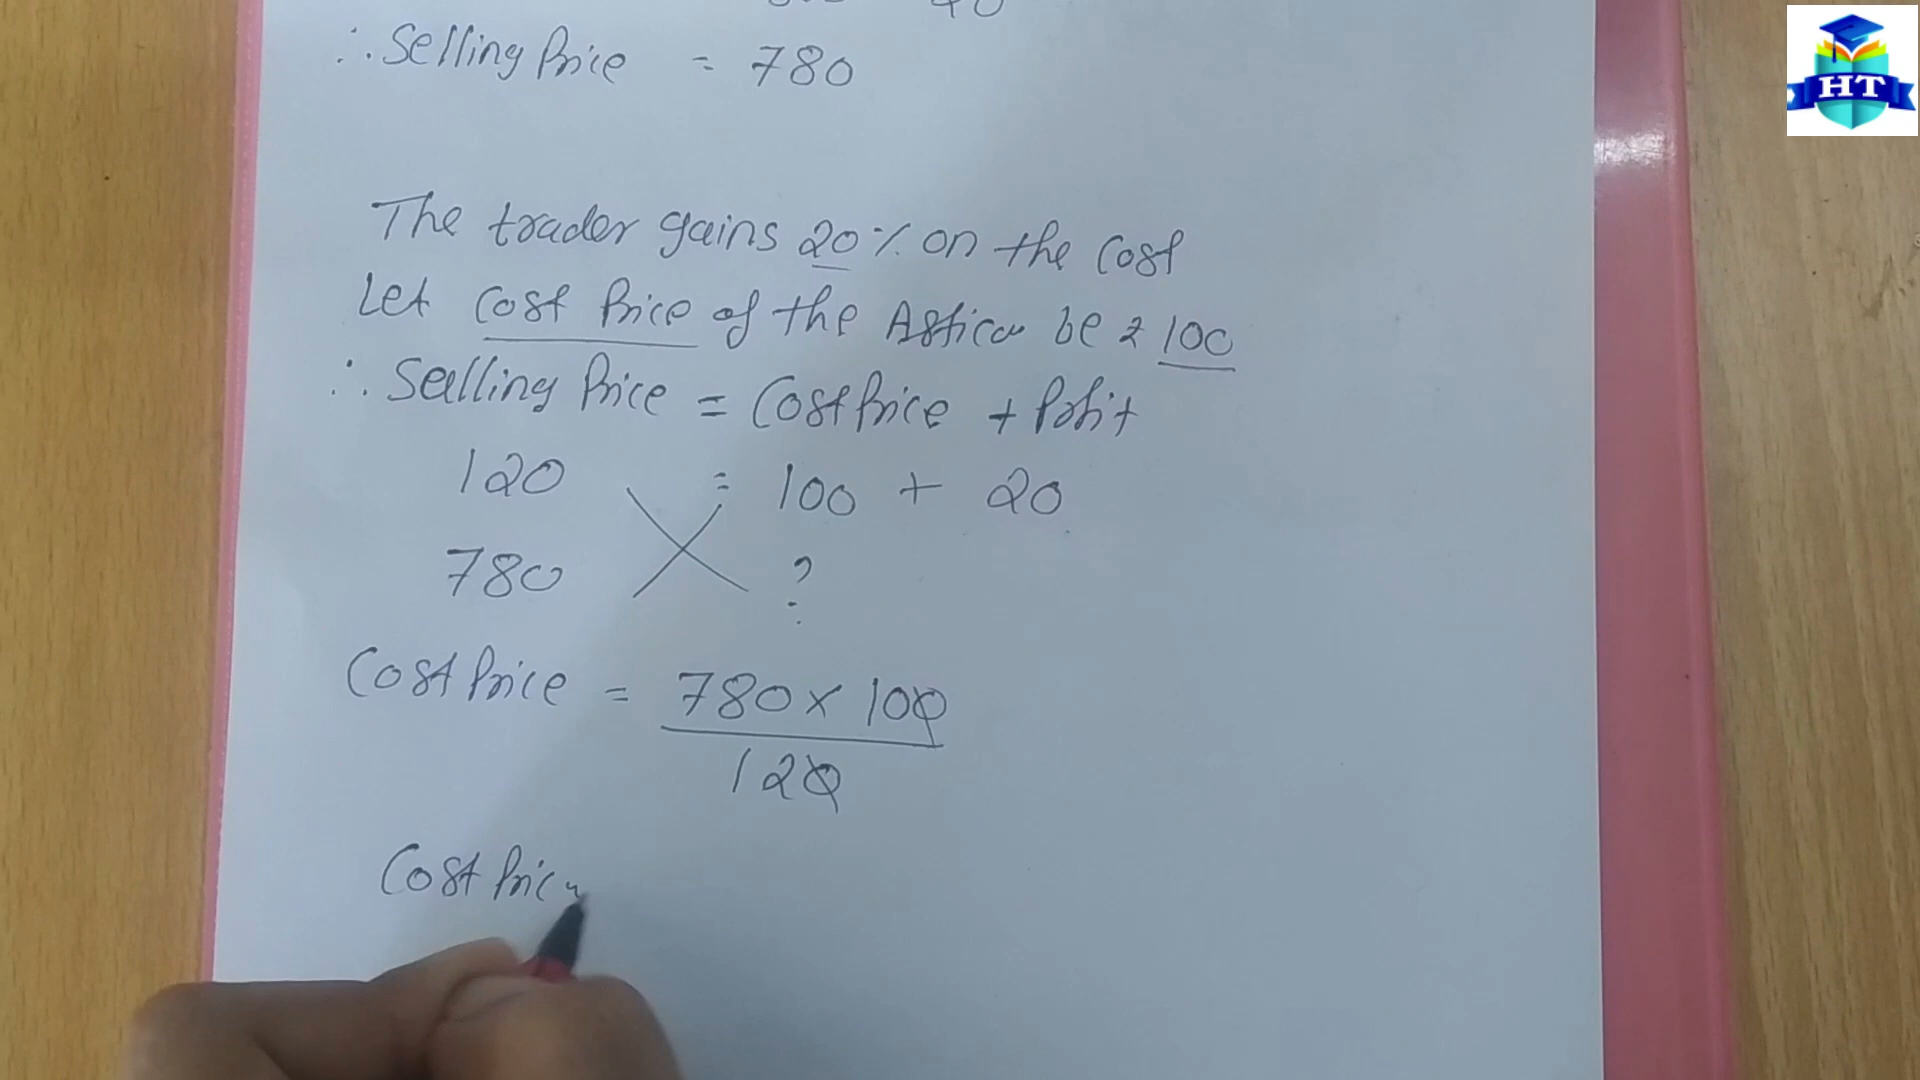 ∴ Selling Price = 780
The trader gains 20% on the cost
Let Cost Price of the be ₹ 100
∴ Selling Price = Cost Price + Profit
120 = 100 + 20
780 ?
Cost Price = 780 × 100
120
Cost Pric
HT